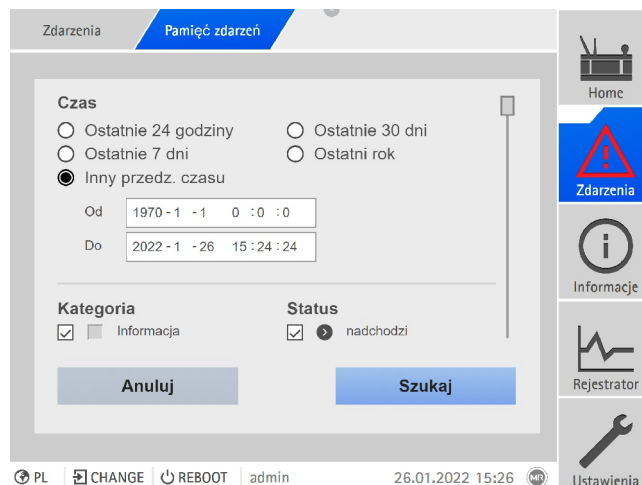 Zdarzenia
Pamięć zdarzeń
Czas
Ostatnie 24 godziny
Ostatnie 30 dni
Ostatnie 7 dni
Ostatni rok
Inny przedz. czasu
Od 1970 - 1 - 1 0 : 0 : 0
Do 2022 - 1 - 26 15 : 24 : 24
Kategoria
Status
Informacja
nadchodzi
Anuluj
Szukaj
Home
Zdarzenia
Informacje
Rejestrator
Ustawienia
PL CHANGE REBOOT admin 26.01.2022 15:26 MR